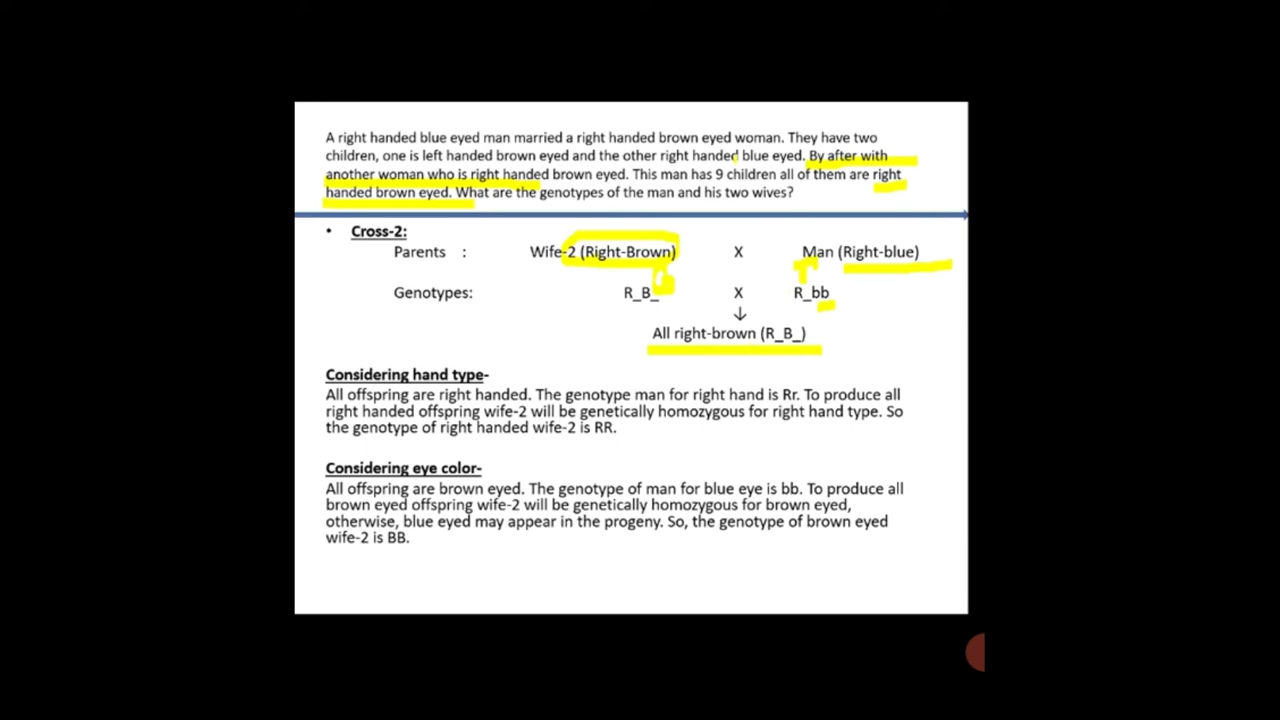 A right handed blue eyed man married a right handed brown eyed woman. They have two
children, one is left handed brown eyed and the other right handed blue eyed. By after with
another woman who is right handed brown eyed. This man has 9 children all of them are right
handed brown eyed. What are the genotypes of the man and his two wives?
• Cross-2:
Parents : Wife-2 (Right-Brown) X Man (Right-blue)
Genotypes: R_B_ X R_bb
↓
All right-brown (R_B_)
Considering hand type-
All offspring are right handed. The genotype man for right hand is Rr. To produce all
right handed offspring wife-2 will be genetically homozygous for right hand type. So
the genotype of right handed wife-2 is RR.
Considering eye color-
All offspring are brown eyed. The genotype of man for blue eye is bb. To produce all
brown eyed offspring wife-2 will be genetically homozygous for brown eyed,
otherwise, blue eyed may appear in the progeny. So, the genotype of brown eyed
wife-2 is BB.